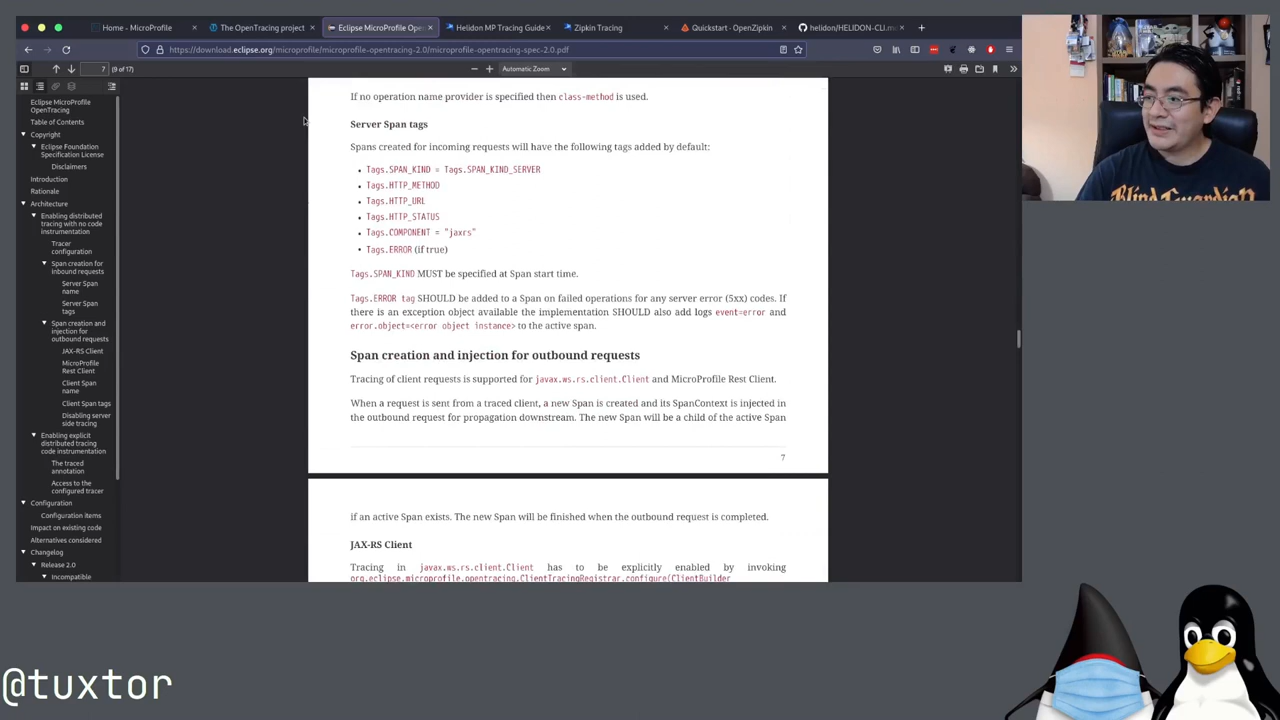 Home - MicroProfile
The OpenTracing project
Eclipse MicroProfile Ope
Helidon MP Tracing Guide
Zipkin Tracing
Quickstart · OpenZipkin
helidon/HELIDON-CLI.m
https://download.eclipse.org/microprofile/microprofile-opentracing-2.0/microprofile-opentracing-spec-2.0.pdf
7 (9 of 17)
Automatic Zoom
Eclipse MicroProfile
OpenTracing
Table of Contents
Copyright
Eclipse Foundation
Specification License
Disclaimers
Introduction
Rationale
Architecture
Enabling distributed
tracing with no code
instrumentation
Tracer
configuration
Span creation for
inbound requests
Server Span
name
Server Span
tags
Span creation and
injection for
outbound requests
JAX-RS Client
MicroProfile
Rest Client
Client Span
name
Client Span tags
Disabling server
side tracing
Enabling explicit
distributed tracing
code instrumentation
The traced
annotation
Access to the
configured tracer
Configuration
Configuration items
Impact on existing code
Alternatives considered
Changelog
Release 2.0
Incompatible
If no operation name provider is specified then class-method is used.
Server Span tags
Spans created for incoming requests will have the following tags added by default:
• Tags.SPAN_KIND = Tags.SPAN_KIND_SERVER
• Tags.HTTP_METHOD
• Tags.HTTP_URL
• Tags.HTTP_STATUS
• Tags.COMPONENT = "jaxrs"
• Tags.ERROR (if true)
Tags.SPAN_KIND MUST be specified at Span start time.
Tags.ERROR tag SHOULD be added to a Span on failed operations for any server error (5xx) codes. If
there is an exception object available the implementation SHOULD also add logs event=error and
error.object=<error object instance> to the active span.
Span creation and injection for outbound requests
Tracing of client requests is supported for javax.ws.rs.client.Client and MicroProfile Rest Client.
When a request is sent from a traced client, a new Span is created and its SpanContext is injected in
the outbound request for propagation downstream. The new Span will be a child of the active Span
7
if an active Span exists. The new Span will be finished when the outbound request is completed.
JAX-RS Client
Tracing in javax.ws.rs.client.Client has to be explicitly enabled by invoking
org.eclipse.microprofile.opentracing.ClientTracingRegistrar.configure(ClientBuilder
Blind Guardian
@tuxtor